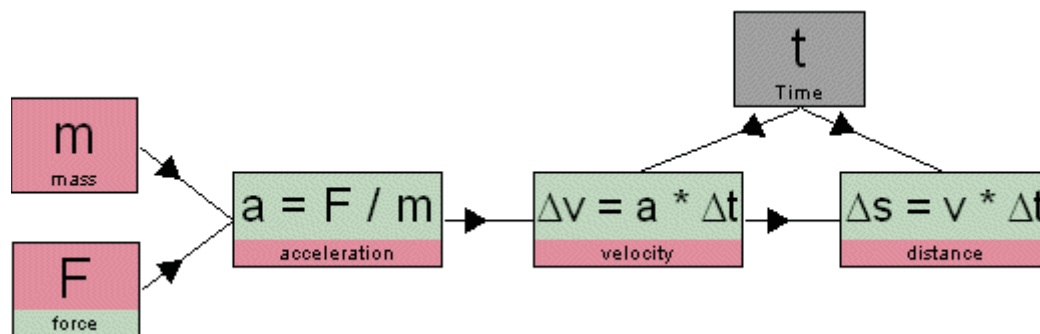 t
Time
m
mass
a = F / m
acceleration
Δv = a * Δt
velocity
Δs = v * Δt
distance
F
force